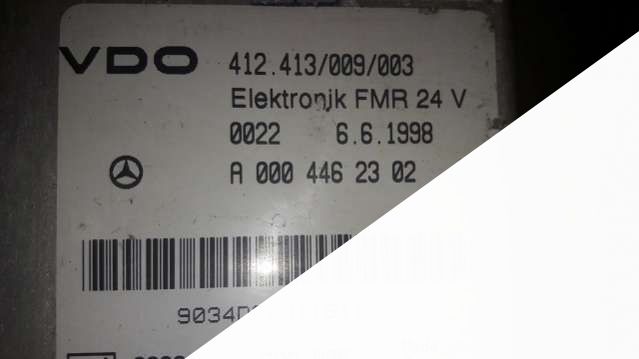 VDO 412.413/009/003
Elektronik FMR 24 V
0022 6.6.1998
A 000 446 23 02